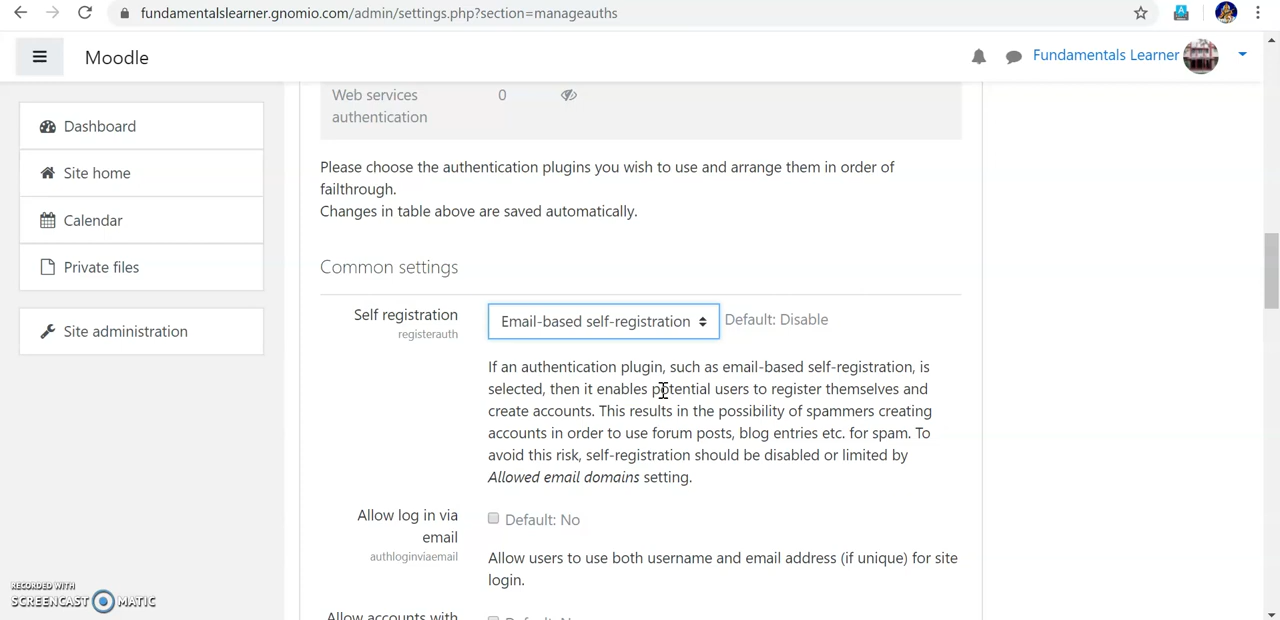 fundamentalslearner.gnomio.com/admin/settings.php?section=manageauths
Moodle
Fundamentals Learner
Dashboard
Site home
Calendar
Private files
Site administration
Web services
authentication
0
Please choose the authentication plugins you wish to use and arrange them in order of
failthrough.
Changes in table above are saved automatically.
Common settings
Self registration
registerauth
Email-based self-registration
Default: Disable
If an authentication plugin, such as email-based self-registration, is
selected, then it enables potential users to register themselves and
create accounts. This results in the possibility of spammers creating
accounts in order to use forum posts, blog entries etc. for spam. To
avoid this risk, self-registration should be disabled or limited by
Allowed email domains setting.
Allow log in via
email
authloginviaemail
Default: No
Allow users to use both username and email address (if unique) for site
login.
Allow accounts with
Default: No
RECORDED WITH
SCREENCAST MATIC